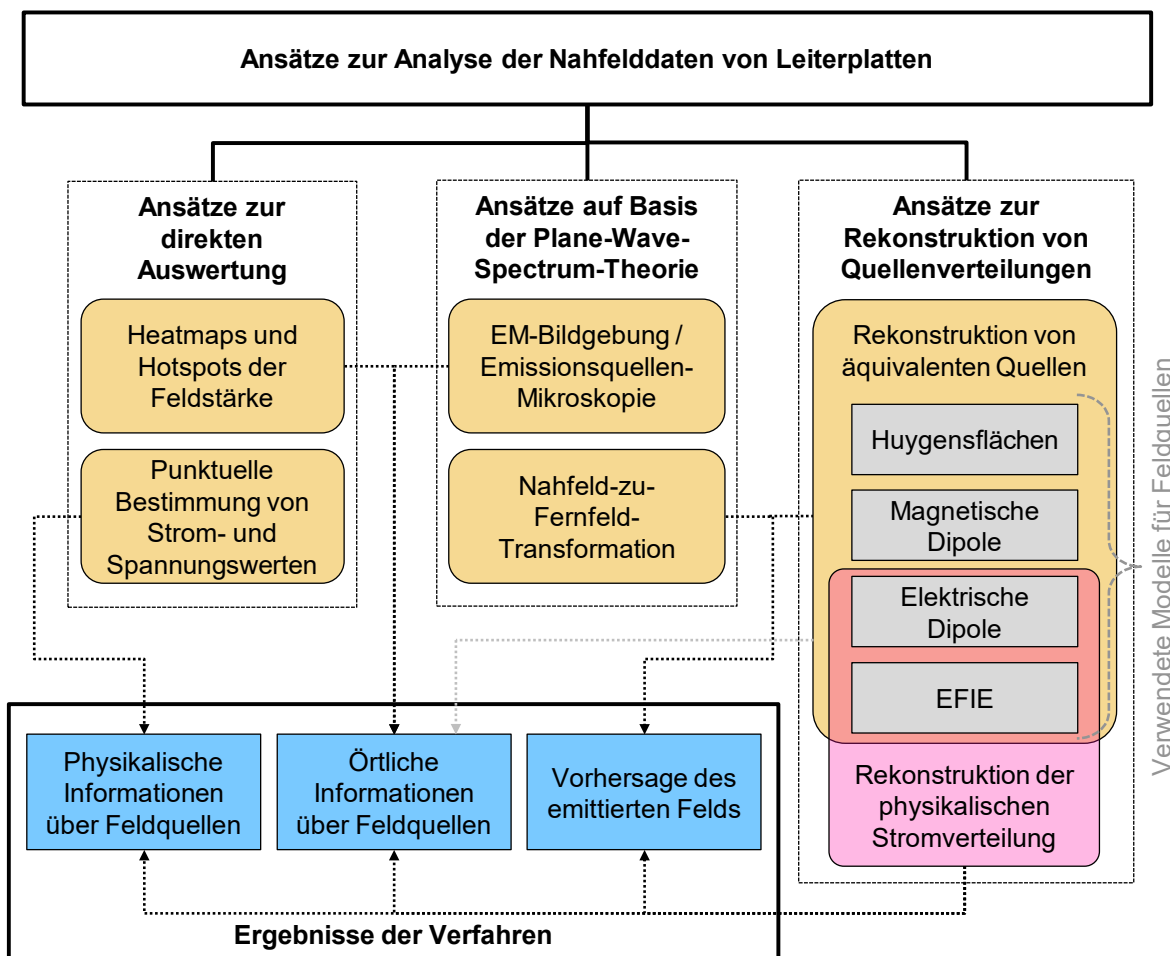 Ansätze zur Analyse der Nahfelddaten von Leiterplatten
Ansätze zur
direkten
Auswertung
Heatmaps und
Hotspots der
Feldstärke
Punktuelle
Bestimmung von
Strom- und
Spannungswerten
Ansätze auf Basis
der Plane-Wave-
Spectrum-Theorie
EM-Bildgebung /
Emissionsquellen-
Mikroskopie
Nahfeld-zu-
Fernfeld-
Transformation
Ansätze zur
Rekonstruktion von
Quellenverteilungen
Rekonstruktion von
äquivalenten Quellen
Huygensflächen
Magnetische
Dipole
Elektrische
Dipole
EFIE
Rekonstruktion der
physikalischen
Stromverteilung
Verwendete Modelle für Feldquellen
Physikalische
Informationen
über Feldquellen
Örtliche
Informationen
über Feldquellen
Vorhersage des
emittierten Felds
Ergebnisse der Verfahren